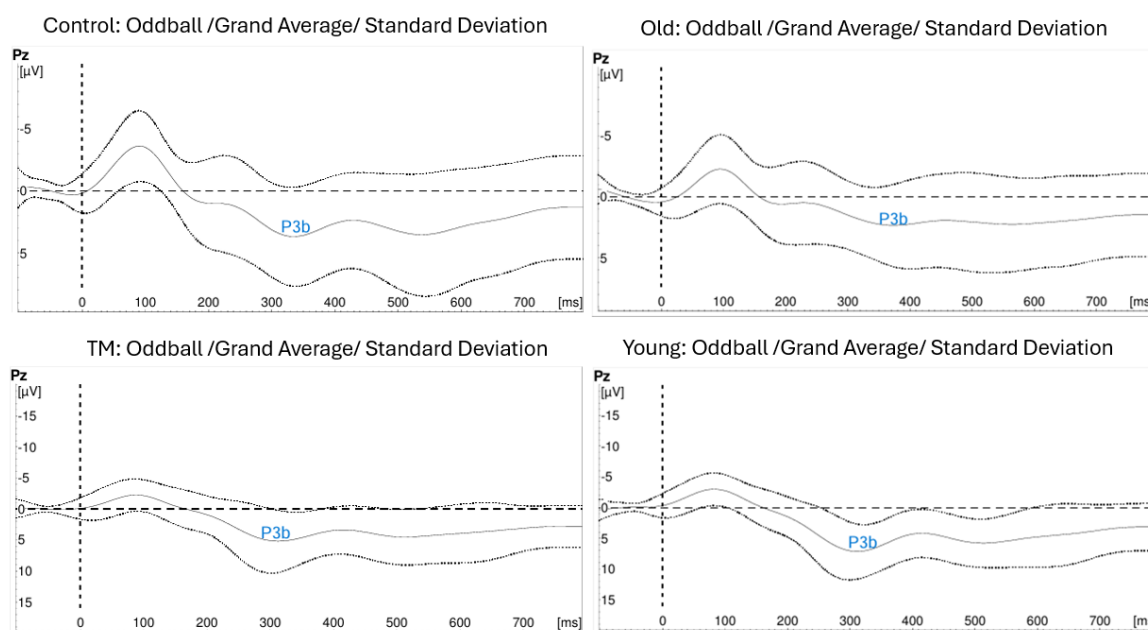 Control: Oddball /Grand Average/ Standard Deviation
Pz
[µV]
-5
0
5
P3b
0 100 200 300 400 500 600 700 [ms]
Old: Oddball /Grand Average/ Standard Deviation
Pz
[µV]
-5
0
5
P3b
0 100 200 300 400 500 600 700 [ms
TM: Oddball /Grand Average/ Standard Deviation
Pz
[µV]
-15
-10
-5
0
5
10
15
P3b
0 100 200 300 400 500 600 700 [ms]
Young: Oddball /Grand Average/ Standard Deviation
Pz
[µV]
-15
-10
-5
0
5
10
15
P3b
0 100 200 300 400 500 600 700